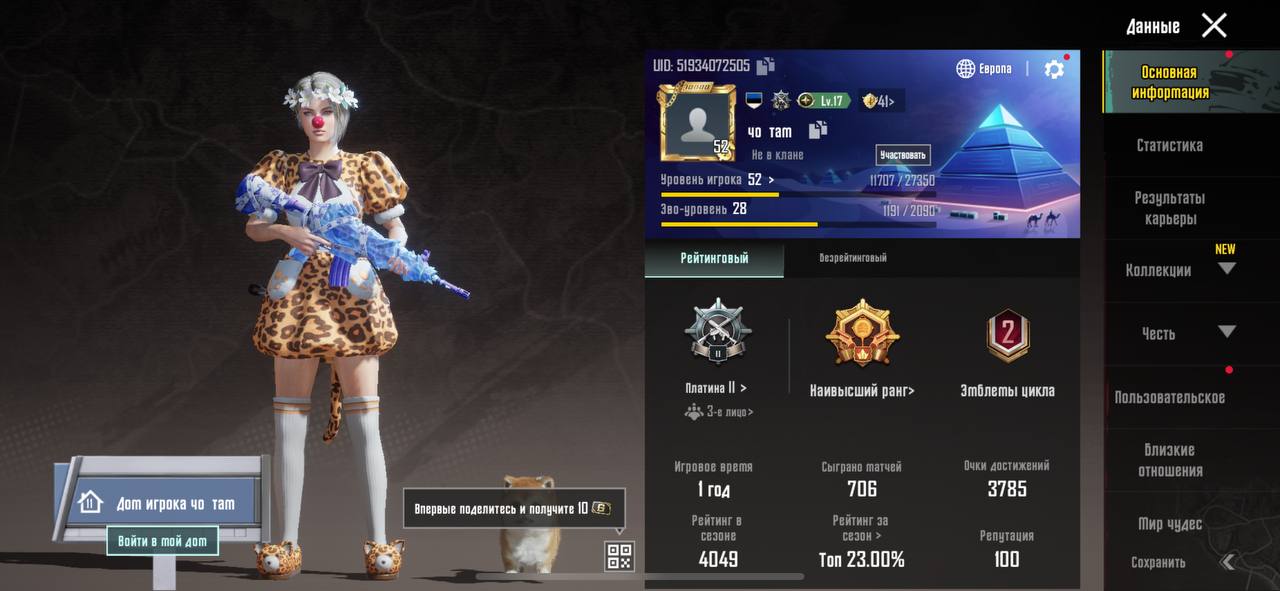 Данные
UID: 51934072505
Европа
Lv.17
41>
52
чо там
Не в клане
Участвовать
Уровень игрока 52 >
11707 / 27350
Эво-уровень 28
1191 / 2090
Рейтинговый
Безрейтинговый
II
2
Платина II >
Наивысший ранг>
Эмблемы цикла
3-е лицо>
Игровое время
Сыграно матчей
Очки достижений
1 год
706
3785
Рейтинг в
сезоне
Рейтинг за
сезон >
Репутация
4049
Топ 23.00%
100
Основная
информация
Статистика
Результаты
карьеры
NEW
Коллекции
Честь
Пользовательское
Близкие
отношения
Мир чудес
Сохранить
11
Дом игрока чо там
Войти в мой дом
Впервые поделитесь и получите 10